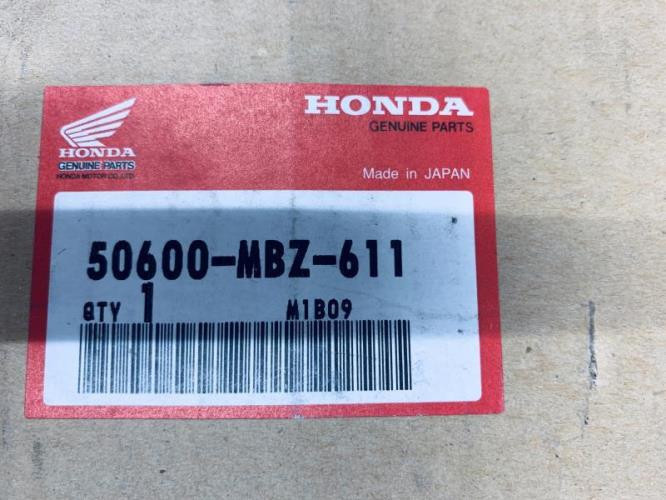 HONDA
GENUINE PARTS
HONDA MOTOR CO., LTD.
HONDA
GENUINE PARTS
Made in JAPAN
50600-MBZ-611
QTY 1 M1B09